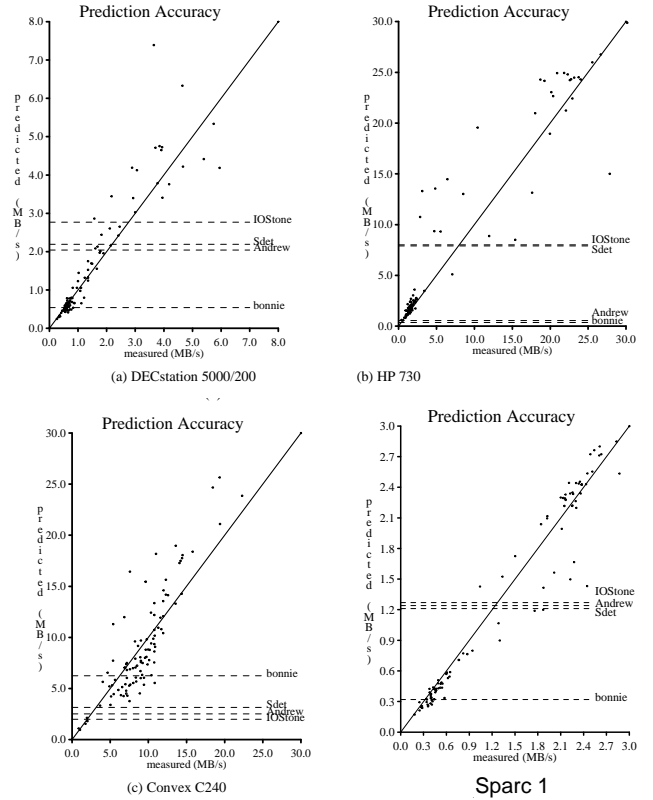 Prediction Accuracy
8.0
7.0
6.0
5.0
4.0
3.0
2.0
1.0
0.0
predicted (MB/s)
IOStone
Sdet
Andrew
bonnie
0.0 1.0 2.0 3.0 4.0 5.0 6.0 7.0 8.0
measured (MB/s)
(a) DECstation 5000/200
Prediction Accuracy
30.0
25.0
20.0
15.0
10.0
5.0
0.0
predicted (MB/s)
IOStone
Sdet
Andrew
bonnie
0.0 5.0 10.0 15.0 20.0 25.0 30.0
measured (MB/s)
(b) HP 730
Prediction Accuracy
30.0
25.0
20.0
15.0
10.0
5.0
0.0
predicted (MB/s)
bonnie
Sdet
Andrew
IOStone
0.0 5.0 10.0 15.0 20.0 25.0 30.0
measured (MB/s)
(c) Convex C240
Prediction Accuracy
3.0
2.7
2.4
2.1
1.8
1.5
1.2
0.9
0.6
0.3
0.0
predicted (MB/s)
IOStone
Andrew
Sdet
bonnie
0.0 0.3 0.6 0.9 1.2 1.5 1.8 2.1 2.4 2.7 3.0
measured (MB/s)
Sparc 1